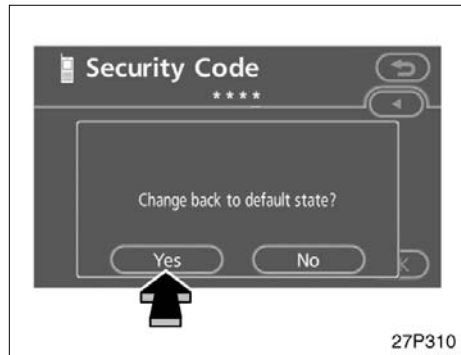 Security Code
****
Change back to default state?
Yes
No
27P310